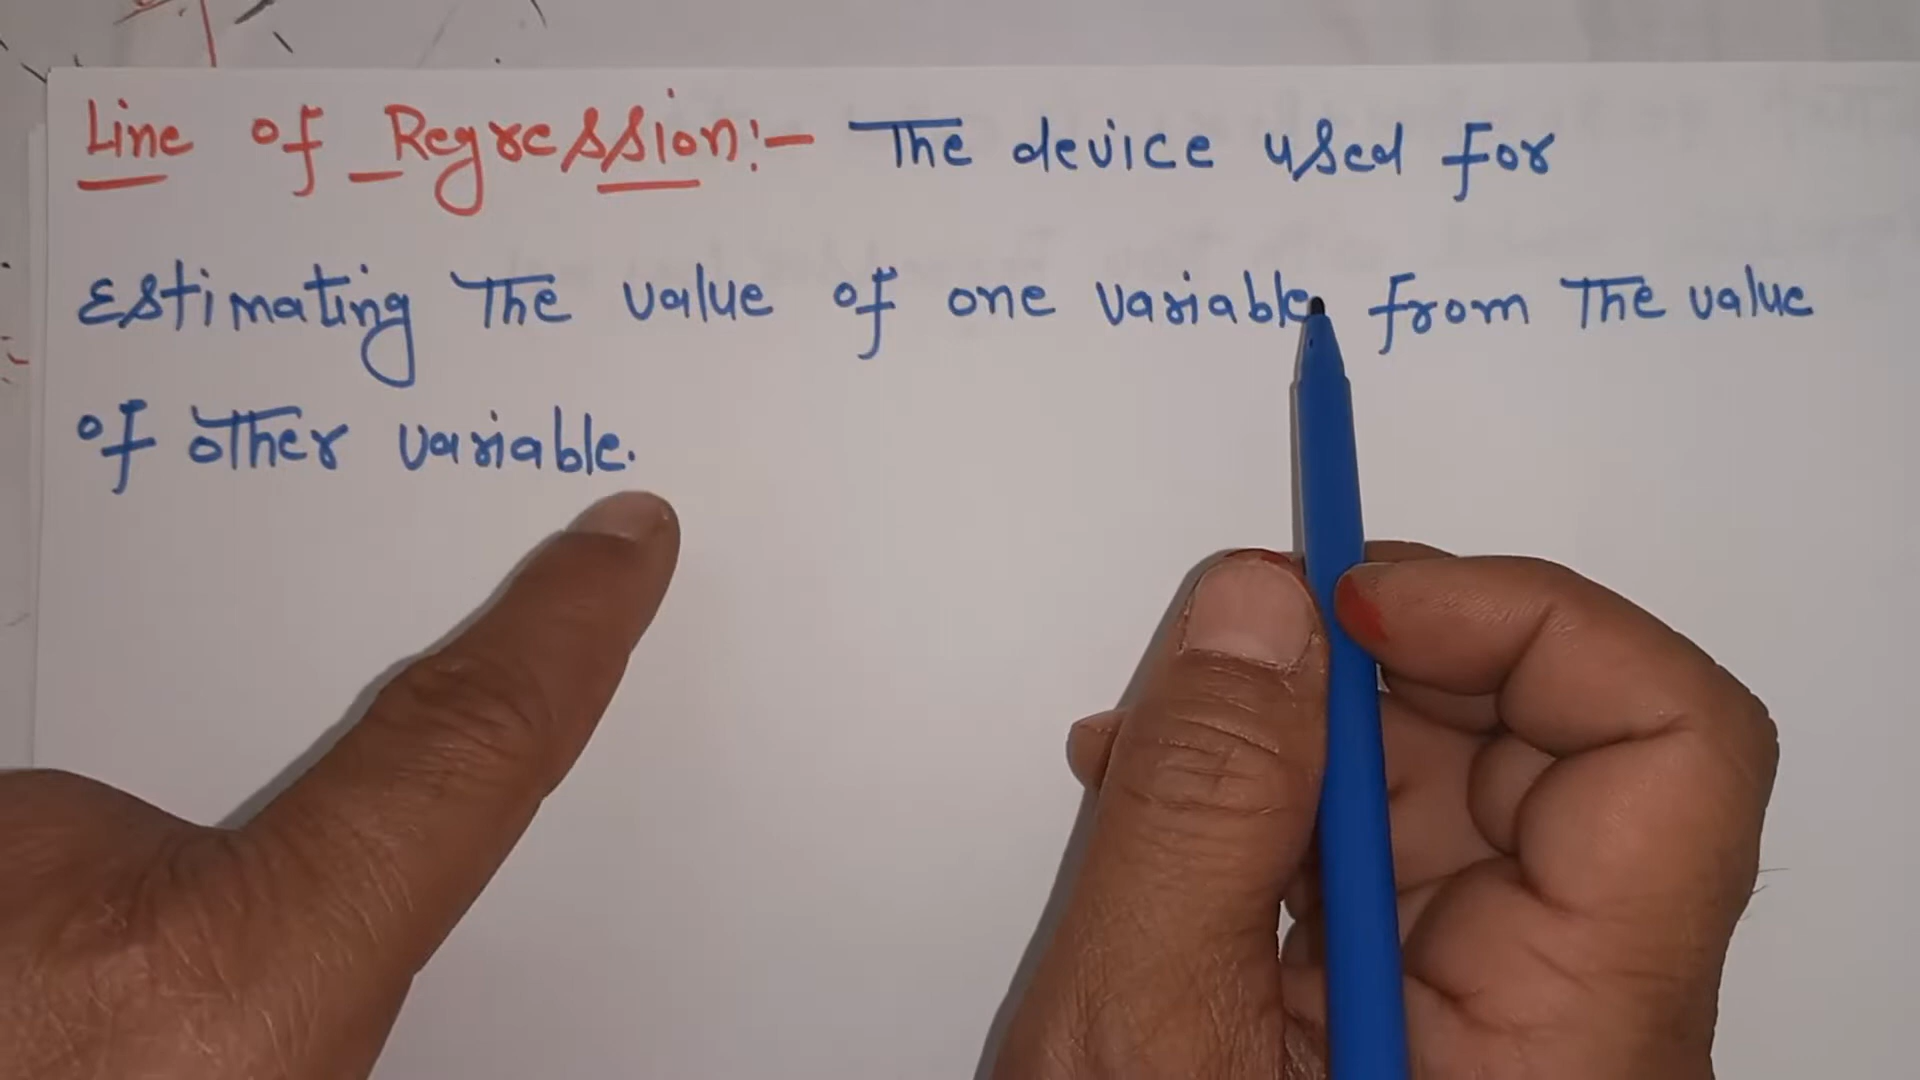 Line of Regression:- The device used for
Estimating The value of one variable from The value
of other variable.